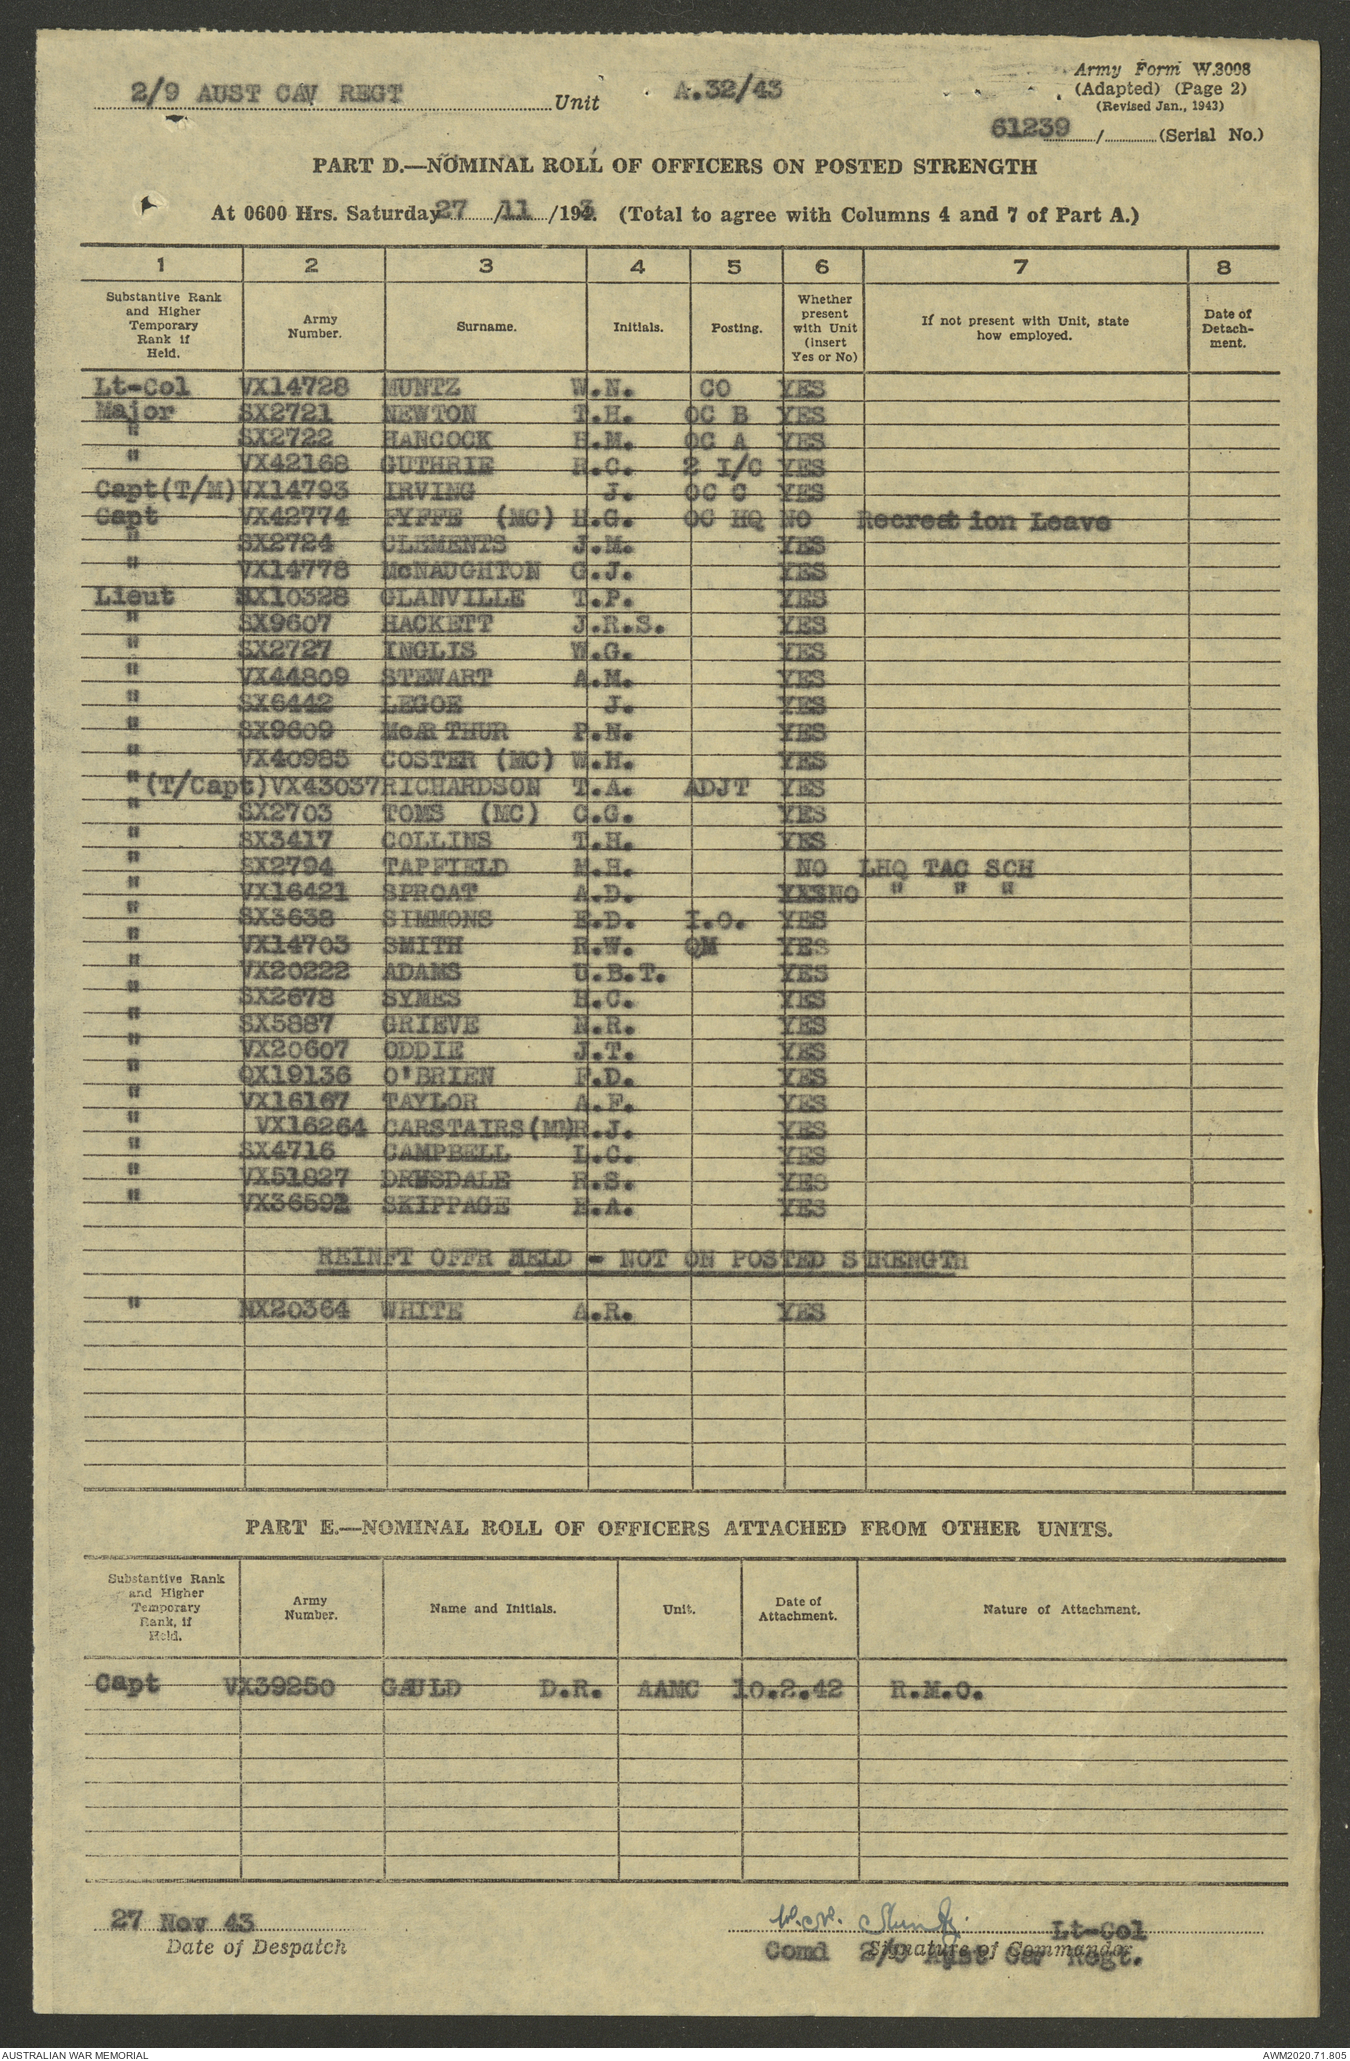 2/9 AUST CAV REGT Unit A.32/43 Army Form W.3008
(Adapted) (Page 2)
(Revised Jan., 1943)
61239 / (Serial No.)
PART D.—NOMINAL ROLL OF OFFICERS ON POSTED STRENGTH
At 0600 Hrs. Saturday 27/11/1943. (Total to agree with Columns 4 and 7 of Part A.)
1 2 3 4 5 6 7 8
Substantive Rank and Higher Temporary Rank if Held. Army Number. Surname. Initials. Posting. Whether present with Unit (insert Yes or No) If not present with Unit, state how employed. Date of Detach-ment.
Lt-Col VX14728 MUNTZ W.N. CO YES
Major SX2721 NEWTON T.H. OC B YES
" SX2722 HANCOCK H.M. OC A YES
" VX42168 GUTHRIE R.C. 2 I/C YES
Capt(T/M) VX14793 IRVING J. OC C YES
Capt VX42774 FYFFE (MC) H.G. OC HQ NO Recreation Leave
" SX2724 CLEMENTS J.M. YES
" VX14778 McNAUGHTON G.J. YES
Lieut SX10328 GLANVILLE T.P. YES
" SX9607 HACKETT J.R.S. YES
" SX2727 INGLIS W.G. YES
" VX44809 STEWART A.M. YES
" SX6442 LEGOE J. YES
" SX9609 McARTHUR P.N. YES
" VX40985 COSTER (MC) W.H. YES
"(T/Capt)VX43037 RICHARDSON T.A. ADJT YES
" SX2703 TOMS (MC) C.G. YES
" SX3417 COLLINS T.H. YES
" SX2794 TAPFIELD M.H. NO LHQ TAC SCH
" VX16421 SPROAT A.D. NO " " "
" SX3638 SIMMONS E.D. I.O. YES
" VX14703 SMITH R.W. QM YES
" VX20222 ADAMS U.B.T. YES
" SX2678 SYMES H.C. YES
" SX5887 GRIEVE N.R. YES
" VX20607 ODDIE J.T. YES
" QX19136 O'BRIEN F.D. YES
" VX16167 TAYLOR A.F. YES
" VX16264 CARSTAIRS(MM) R.J. YES
" SX4716 CAMPBELL L.C. YES
" VX51827 DRYSDALE R.S. YES
" SKIPPAGE E.A. YES
REINFT OFFR HELD - NOT ON POSTED STRENGTH
" NX20364 WHITE A.R. YES
PART E.—NOMINAL ROLL OF OFFICERS ATTACHED FROM OTHER UNITS.
Substantive Rank and Higher Temporary Rank, if Held. Army Number. Name and Initials. Unit. Date of Attachment. Nature of Attachment.
Capt VX39250 GAULD D.R. AAMC 10.2.42 R.M.O.
27 Nov 43 W.N. Muntz. Lt-Col
Date of Despatch Signature of Commander
Comd 2/9 Aust Cav Regt.
AUSTRALIAN WAR MEMORIAL AWM2020.71.805